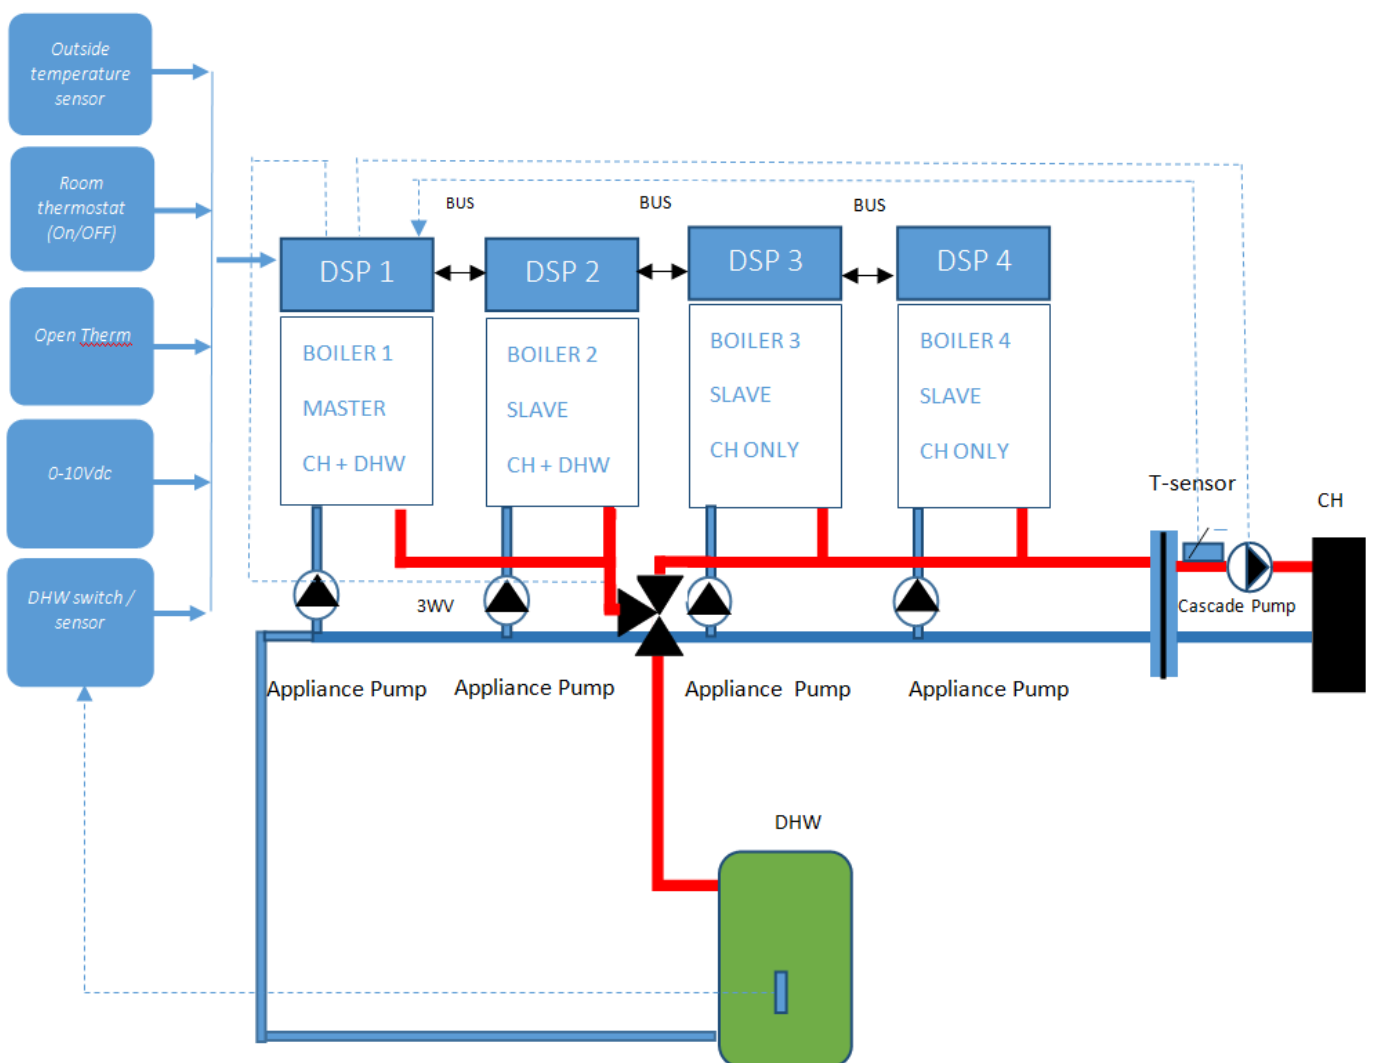 Outside
temperature
sensor
Room
thermostat
(On/OFF)
Open Therm
0-10Vdc
DHW switch /
sensor
BUS
BUS
BUS
DSP 1
DSP 2
DSP 3
DSP 4
BOILER 1
MASTER
CH + DHW
BOILER 2
SLAVE
CH + DHW
BOILER 3
SLAVE
CH ONLY
BOILER 4
SLAVE
CH ONLY
T-sensor
CH
3WV
Cascade Pump
Appliance Pump
Appliance Pump
Appliance  Pump
Appliance Pump
DHW